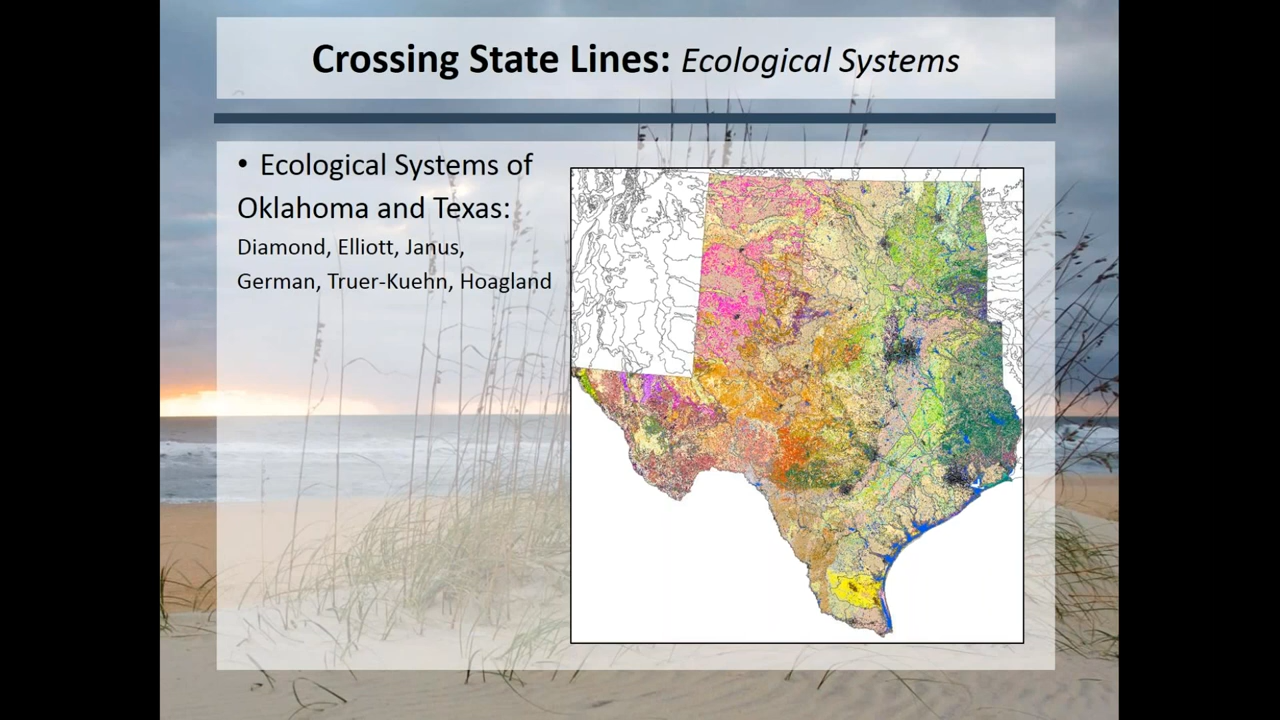 Crossing State Lines: Ecological Systems
• Ecological Systems of
Oklahoma and Texas:
Diamond, Elliott, Janus,
German, Truer-Kuehn, Hoagland